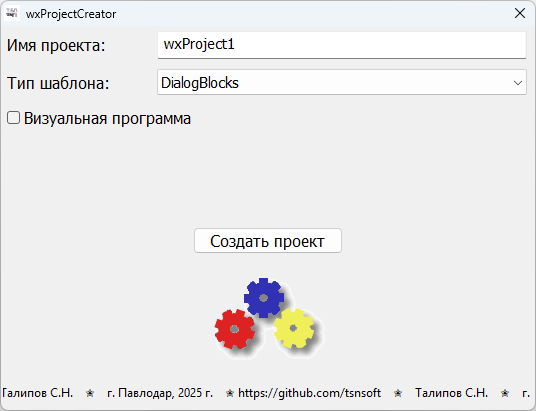 wxProjectCreator
Имя проекта:
wxProject1
Тип шаблона:
DialogBlocks
Визуальная программа
Создать проект
Талипов С.Н. ✬ г. Павлодар, 2025 г. ✬ https://github.com/tsnsoft ✬ Талипов С.Н. ✬ г.